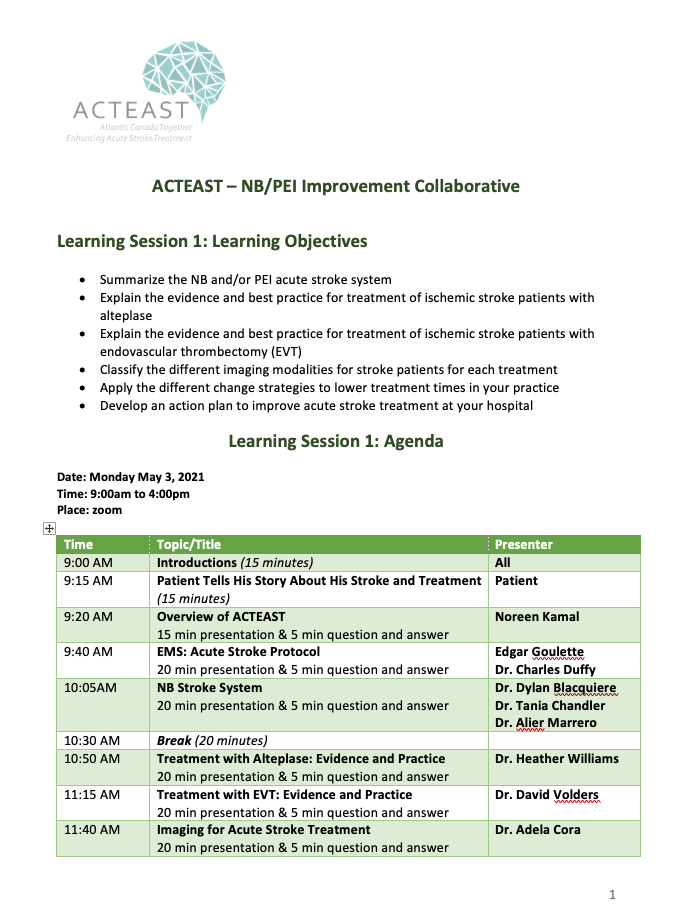 ACTEAST
Atlantic Canada Together
Enhancing Acute Stroke Treatment
ACTEAST – NB/PEI Improvement Collaborative
Learning Session 1: Learning Objectives
• Summarize the NB and/or PEI acute stroke system
• Explain the evidence and best practice for treatment of ischemic stroke patients with
alteplase
• Explain the evidence and best practice for treatment of ischemic stroke patients with
endovascular thrombectomy (EVT)
• Classify the different imaging modalities for stroke patients for each treatment
• Apply the different change strategies to lower treatment times in your practice
• Develop an action plan to improve acute stroke treatment at your hospital
Learning Session 1: Agenda
Date: Monday May 3, 2021
Time: 9:00am to 4:00pm
Place: zoom
Time Topic/Title Presenter
9:00 AM Introductions (15 minutes) All
9:15 AM Patient Tells His Story About His Stroke and Treatment Patient
(15 minutes)
9:20 AM Overview of ACTEAST Noreen Kamal
15 min presentation & 5 min question and answer
9:40 AM EMS: Acute Stroke Protocol Edgar Goulette
20 min presentation & 5 min question and answer Dr. Charles Duffy
10:05AM NB Stroke System Dr. Dylan Blacquiere
20 min presentation & 5 min question and answer Dr. Tania Chandler
Dr. Alier Marrero
10:30 AM Break (20 minutes)
10:50 AM Treatment with Alteplase: Evidence and Practice Dr. Heather Williams
20 min presentation & 5 min question and answer
11:15 AM Treatment with EVT: Evidence and Practice Dr. David Volders
20 min presentation & 5 min question and answer
11:40 AM Imaging for Acute Stroke Treatment Dr. Adela Cora
20 min presentation & 5 min question and answer
1